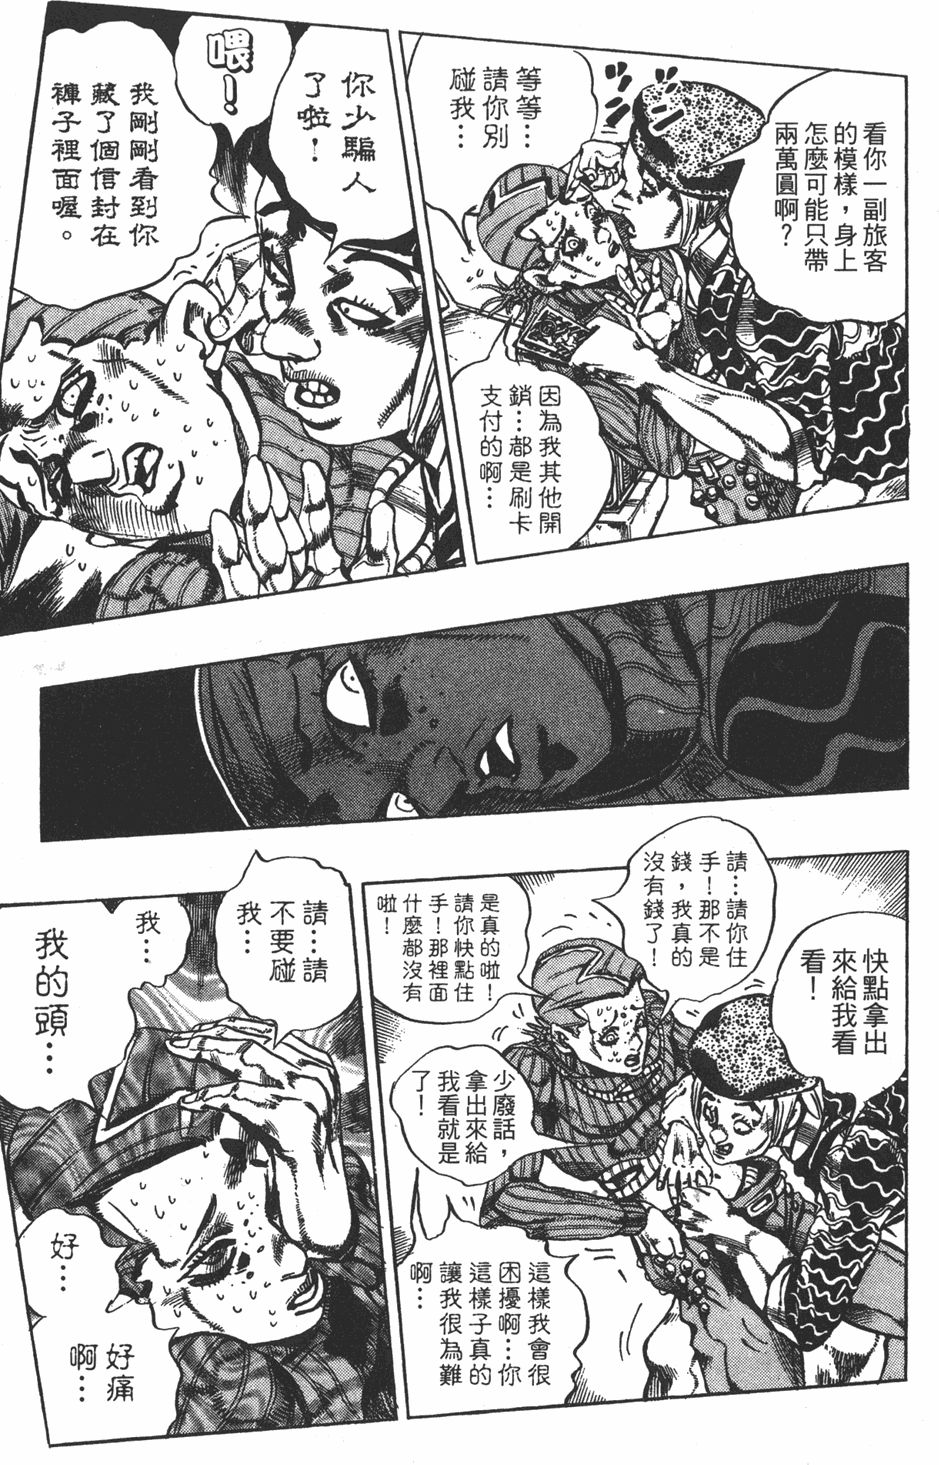 看你一副旅客
的模樣，身上
怎麼可能只帶
兩萬圓啊？
等等…
請你別
碰我…
因為我其他開
銷…都是刷卡
支付的啊…
你少騙人
了啦！
喂！
我剛剛看到你
藏了個信封在
褲子裡面喔。
快點拿出
來給我看
看！
請…請你住
手！那不是
錢，我真的
沒有錢了！
是真的啦！
請你快點住
手！那裡面
什麼都沒有
啦！
少廢話，
拿出來給
我看就是
了！
這樣我會很
困擾啊…你
這樣子真的
讓我很為難
啊…
請…請
不要碰
我…
我…
我的頭…
好…
好痛
啊…